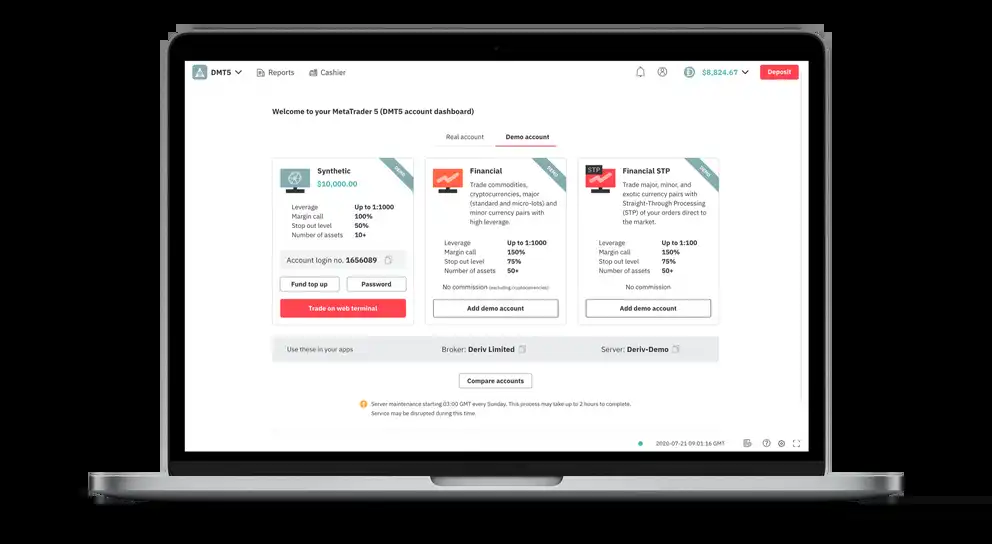 DMT5 Reports Cashier $8,824.67 Deposit
Welcome to your MetaTrader 5 (DMT5 account dashboard)
Real account Demo account
DEMO
Synthetic
$10,000.00
Leverage Up to 1:1000
Margin call 100%
Stop out level 50%
Number of assets 10+
Account login no. 1656089
Fund top up Password
Trade on web terminal
DEMO
Financial
Trade commodities,
cryptocurrencies, major
(standard and micro-lots) and
minor currency pairs with
high leverage.
Leverage Up to 1:1000
Margin call 150%
Stop out level 75%
Number of assets 50+
No commission (excluding cryptocurrencies)
Add demo account
DEMO
STP
Financial STP
Trade major, minor, and
exotic currency pairs with
Straight-Through Processing
(STP) of your orders direct to
the market.
Leverage Up to 1:100
Margin call 150%
Stop out level 75%
Number of assets 50+
No commission
Add demo account
Use these in your apps Broker: Deriv Limited Server: Deriv-Demo
Compare accounts
Server maintenance starting 03:00 GMT every Sunday. This process may take up to 2 hours to complete.
Service may be disrupted during this time.
2020-07-21 09:01:16 GMT